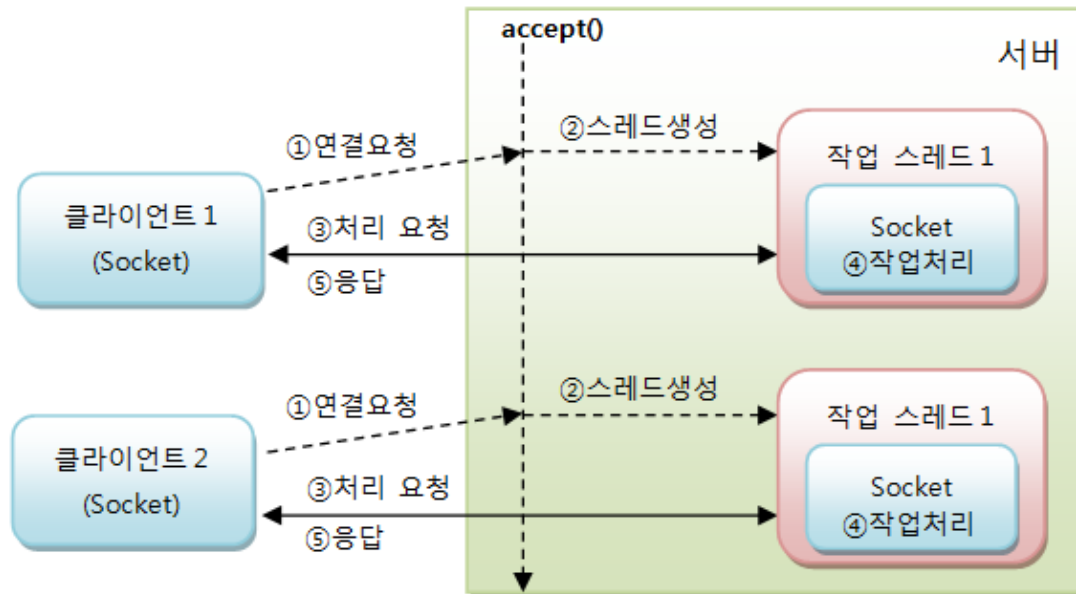 accept()
서버
①연결요청
②스레드생성
작업 스레드1
클라이언트1
(Socket)
③처리 요청
⑤응답
Socket
④작업처리
①연결요청
②스레드생성
작업 스레드1
클라이언트2
(Socket)
③처리 요청
⑤응답
Socket
④작업처리